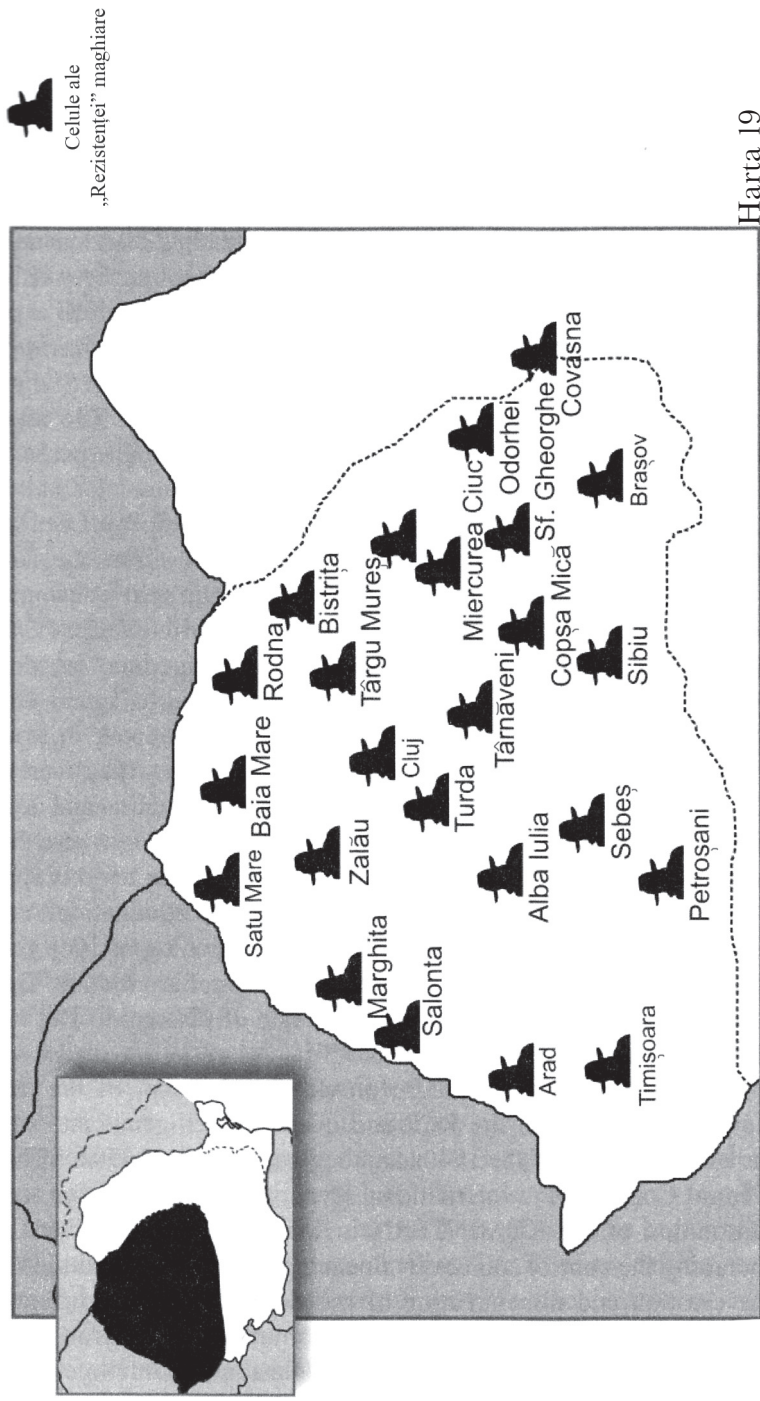 Celule ale
„Rezistenței” maghiare
Satu Mare
Baia Mare
Rodna
Bistrița
Zalău
Târgu Mureș
Marghita
Cluj
Salonta
Turda
Miercurea Ciuc
Odorhei
Târnăveni
Sf. Gheorghe
Covasna
Arad
Alba Iulia
Copșa Mică
Timișoara
Sebeș
Sibiu
Brașov
Petroșani
Harta 19